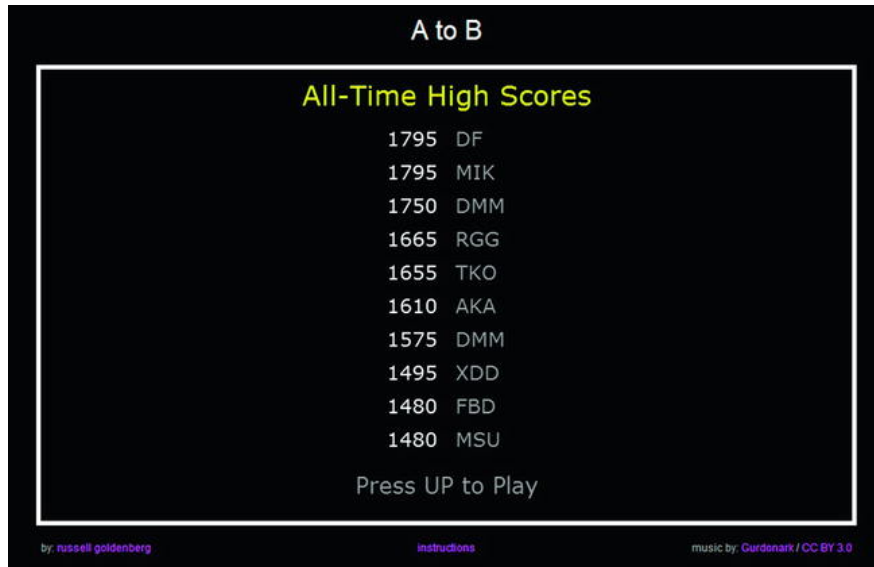 A to B
All-Time High Scores
1795 DF
1795 MIK
1750 DMM
1665 RGG
1655 TKO
1610 AKA
1575 DMM
1495 XDD
1480 FBD
1480 MSU
Press UP to Play
by: russell goldenberg instructions music by: Gurdonark / CC BY 3.0